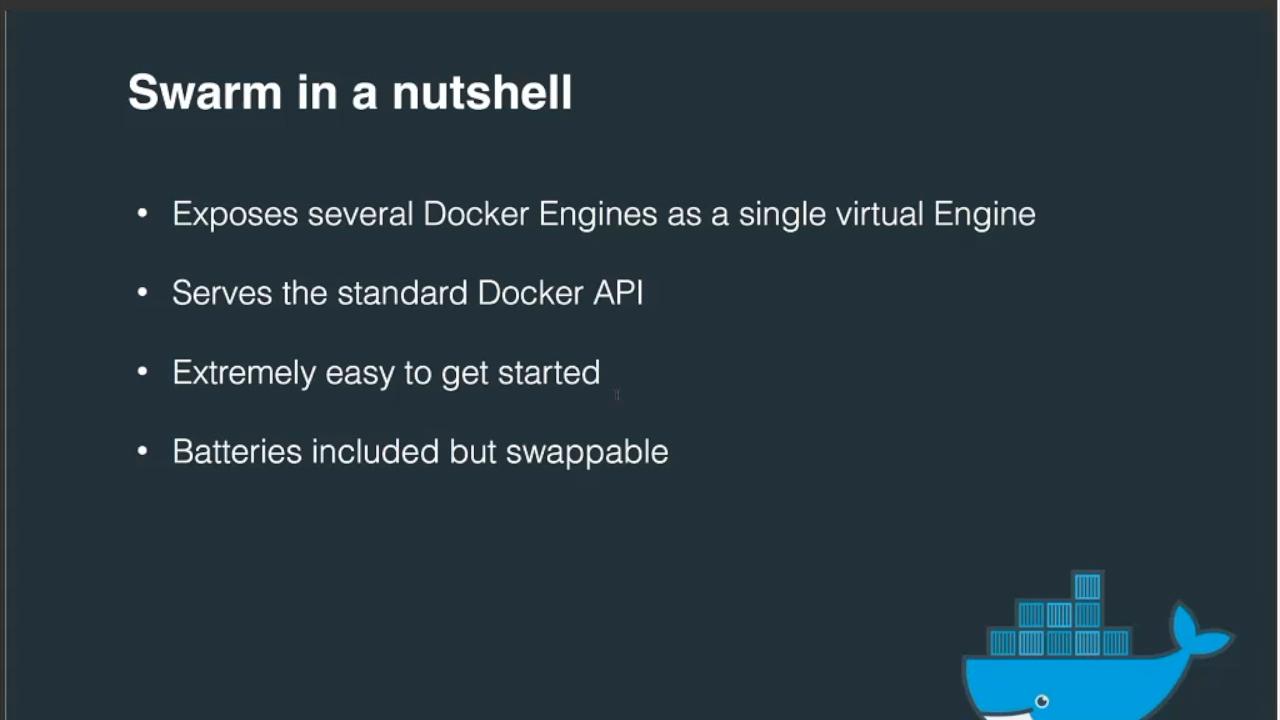 Swarm in a nutshell
• Exposes several Docker Engines as a single virtual Engine
• Serves the standard Docker API
• Extremely easy to get started
• Batteries included but swappable